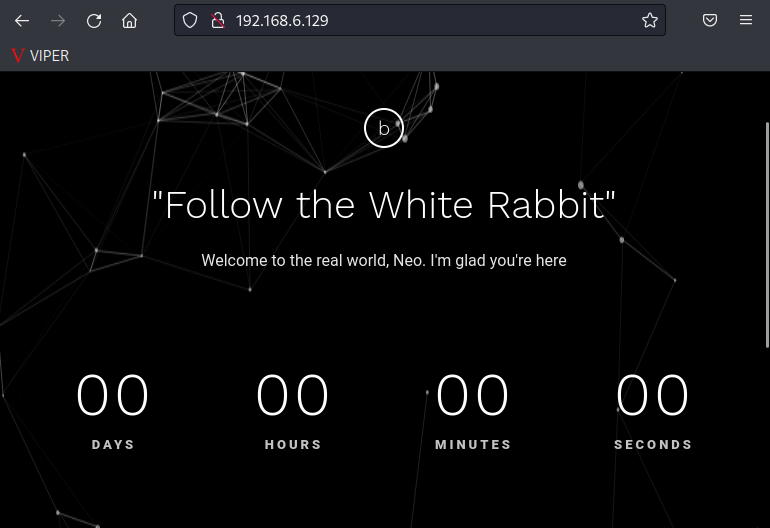 192.168.6.129
V VIPER
b
"Follow the White Rabbit"
Welcome to the real world, Neo. I'm glad you're here
00 00 00 00
DAYS HOURS MINUTES SECONDS